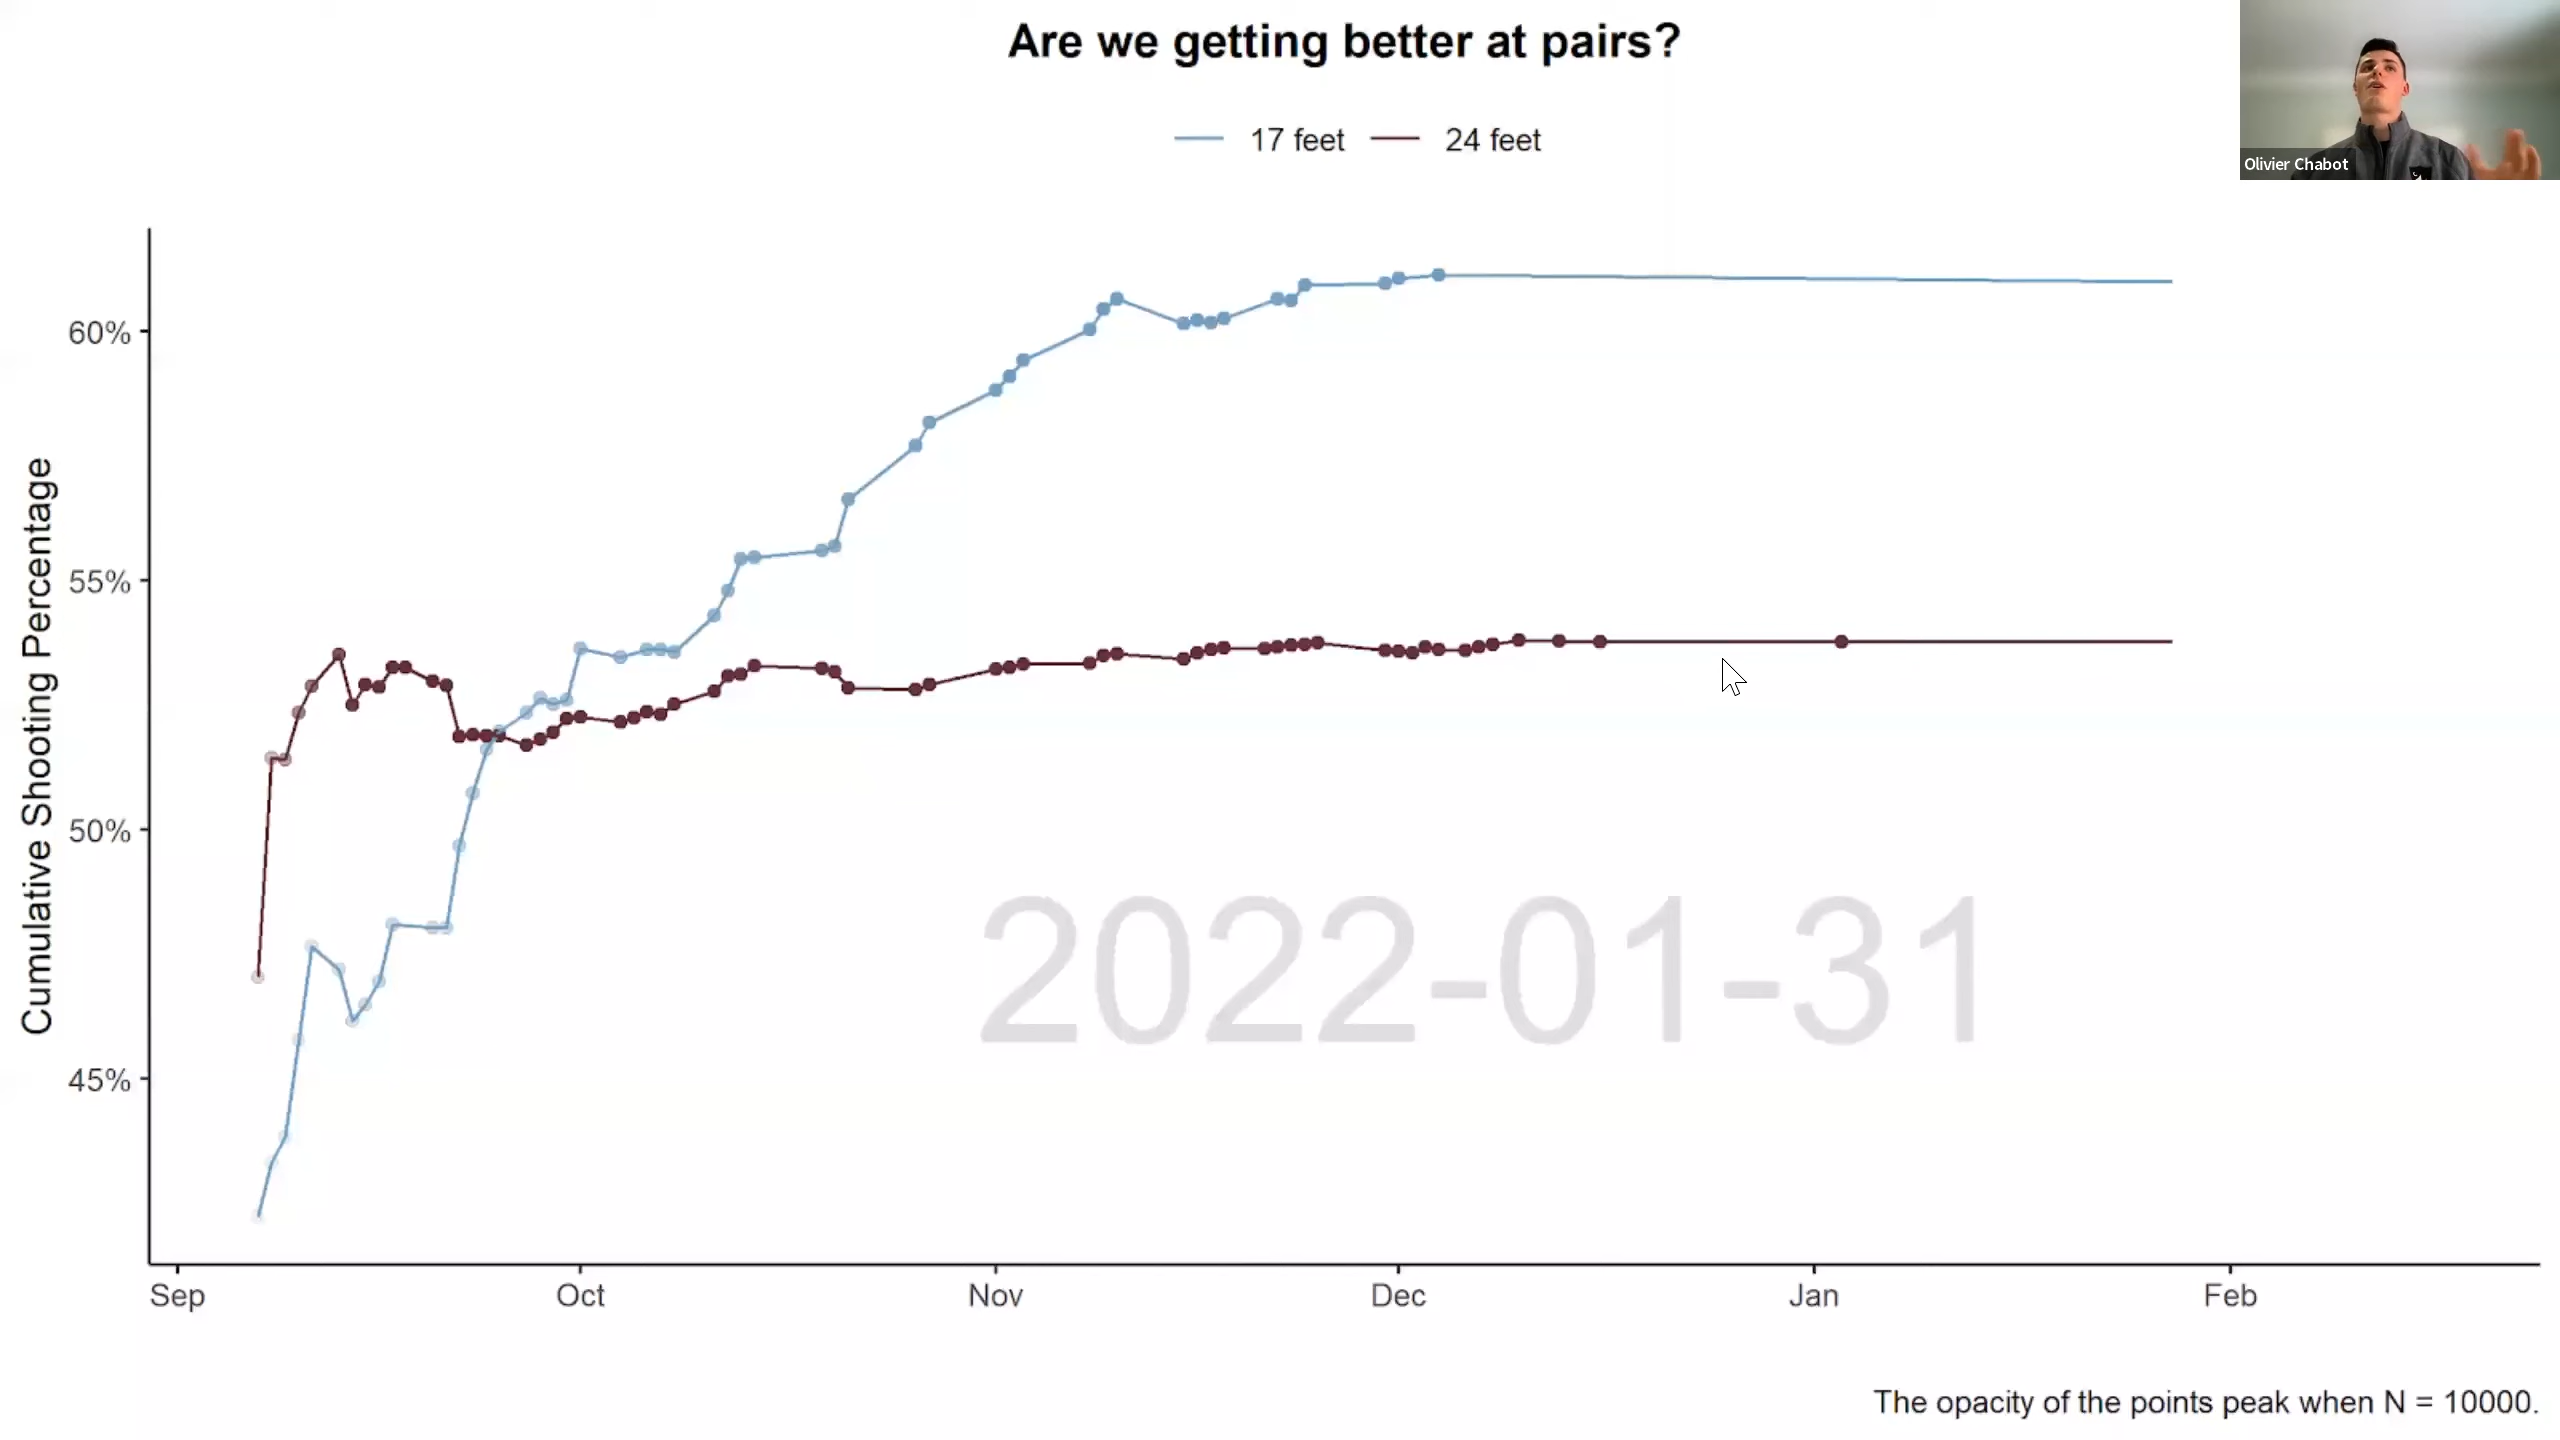 Are we getting better at pairs?
17 feet 24 feet
Olivier Chabot
Cumulative Shooting Percentage
60%
55%
50%
45%
2022-01-31
Sep Oct Nov Dec Jan Feb
The opacity of the points peak when N = 10000.